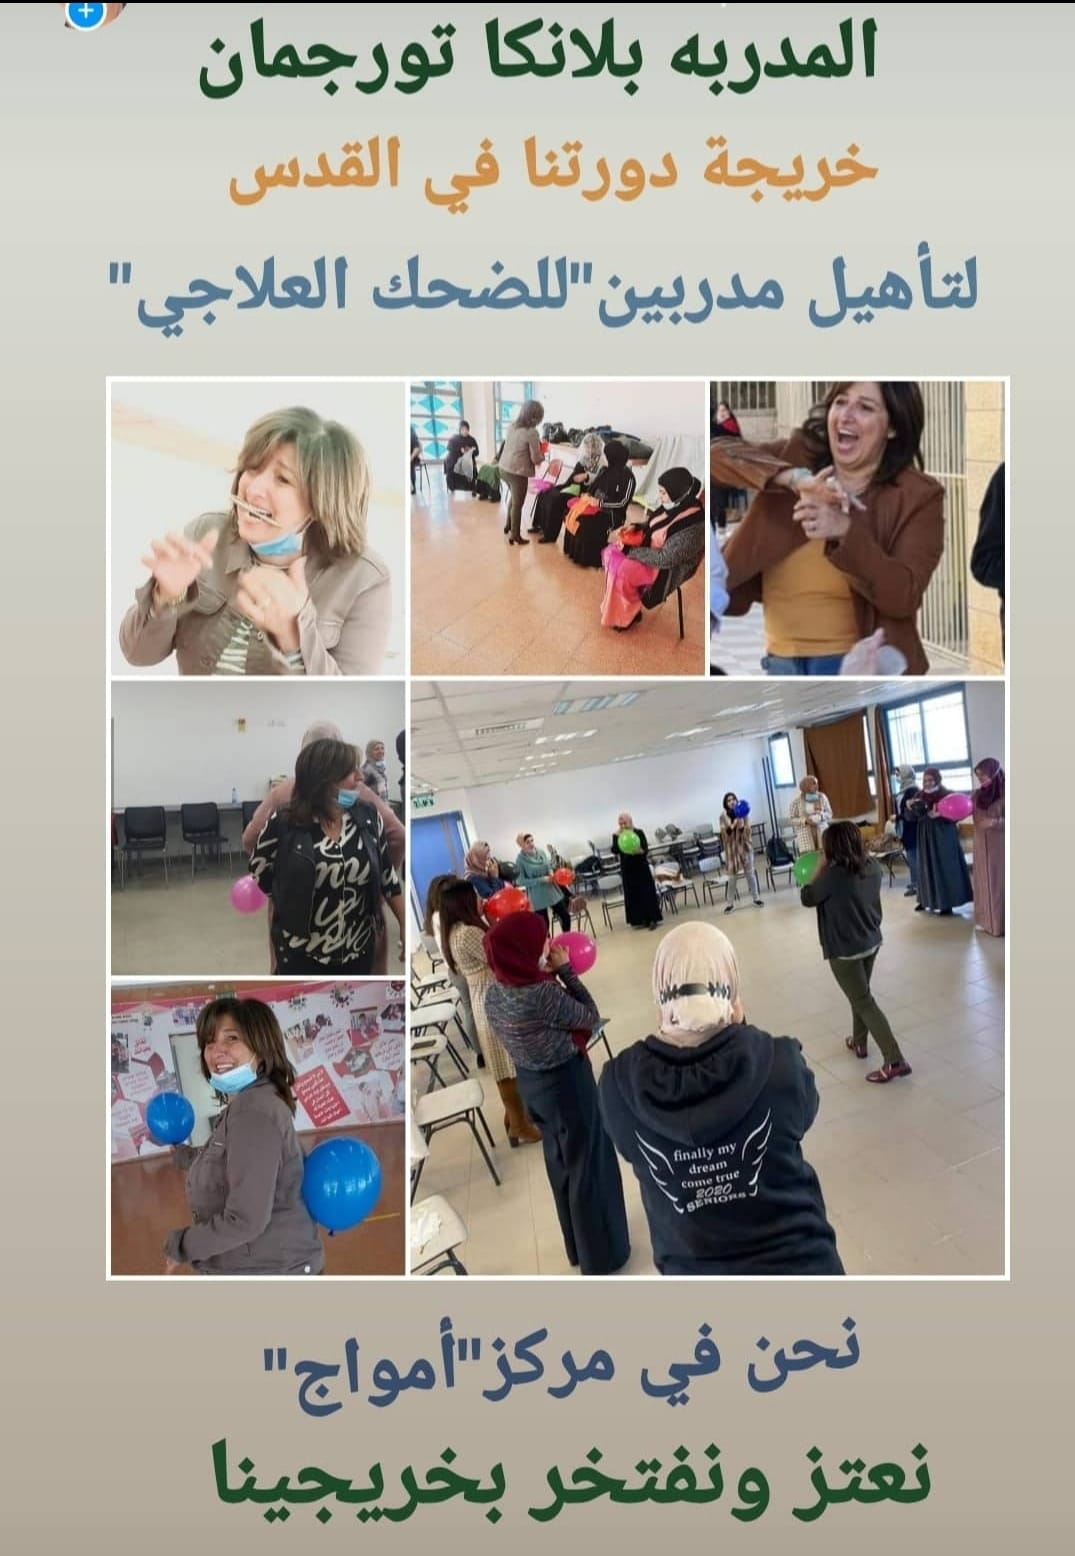 المدربه بلانكا تورجمان
خريجة دورتنا في القدس
لتأهيل مدربين"للضحك العلاجي"
finally my
dream
come true
2020
SENIORS
نحن في مركز"أمواج"
نعتز ونفتخر بخريجينا